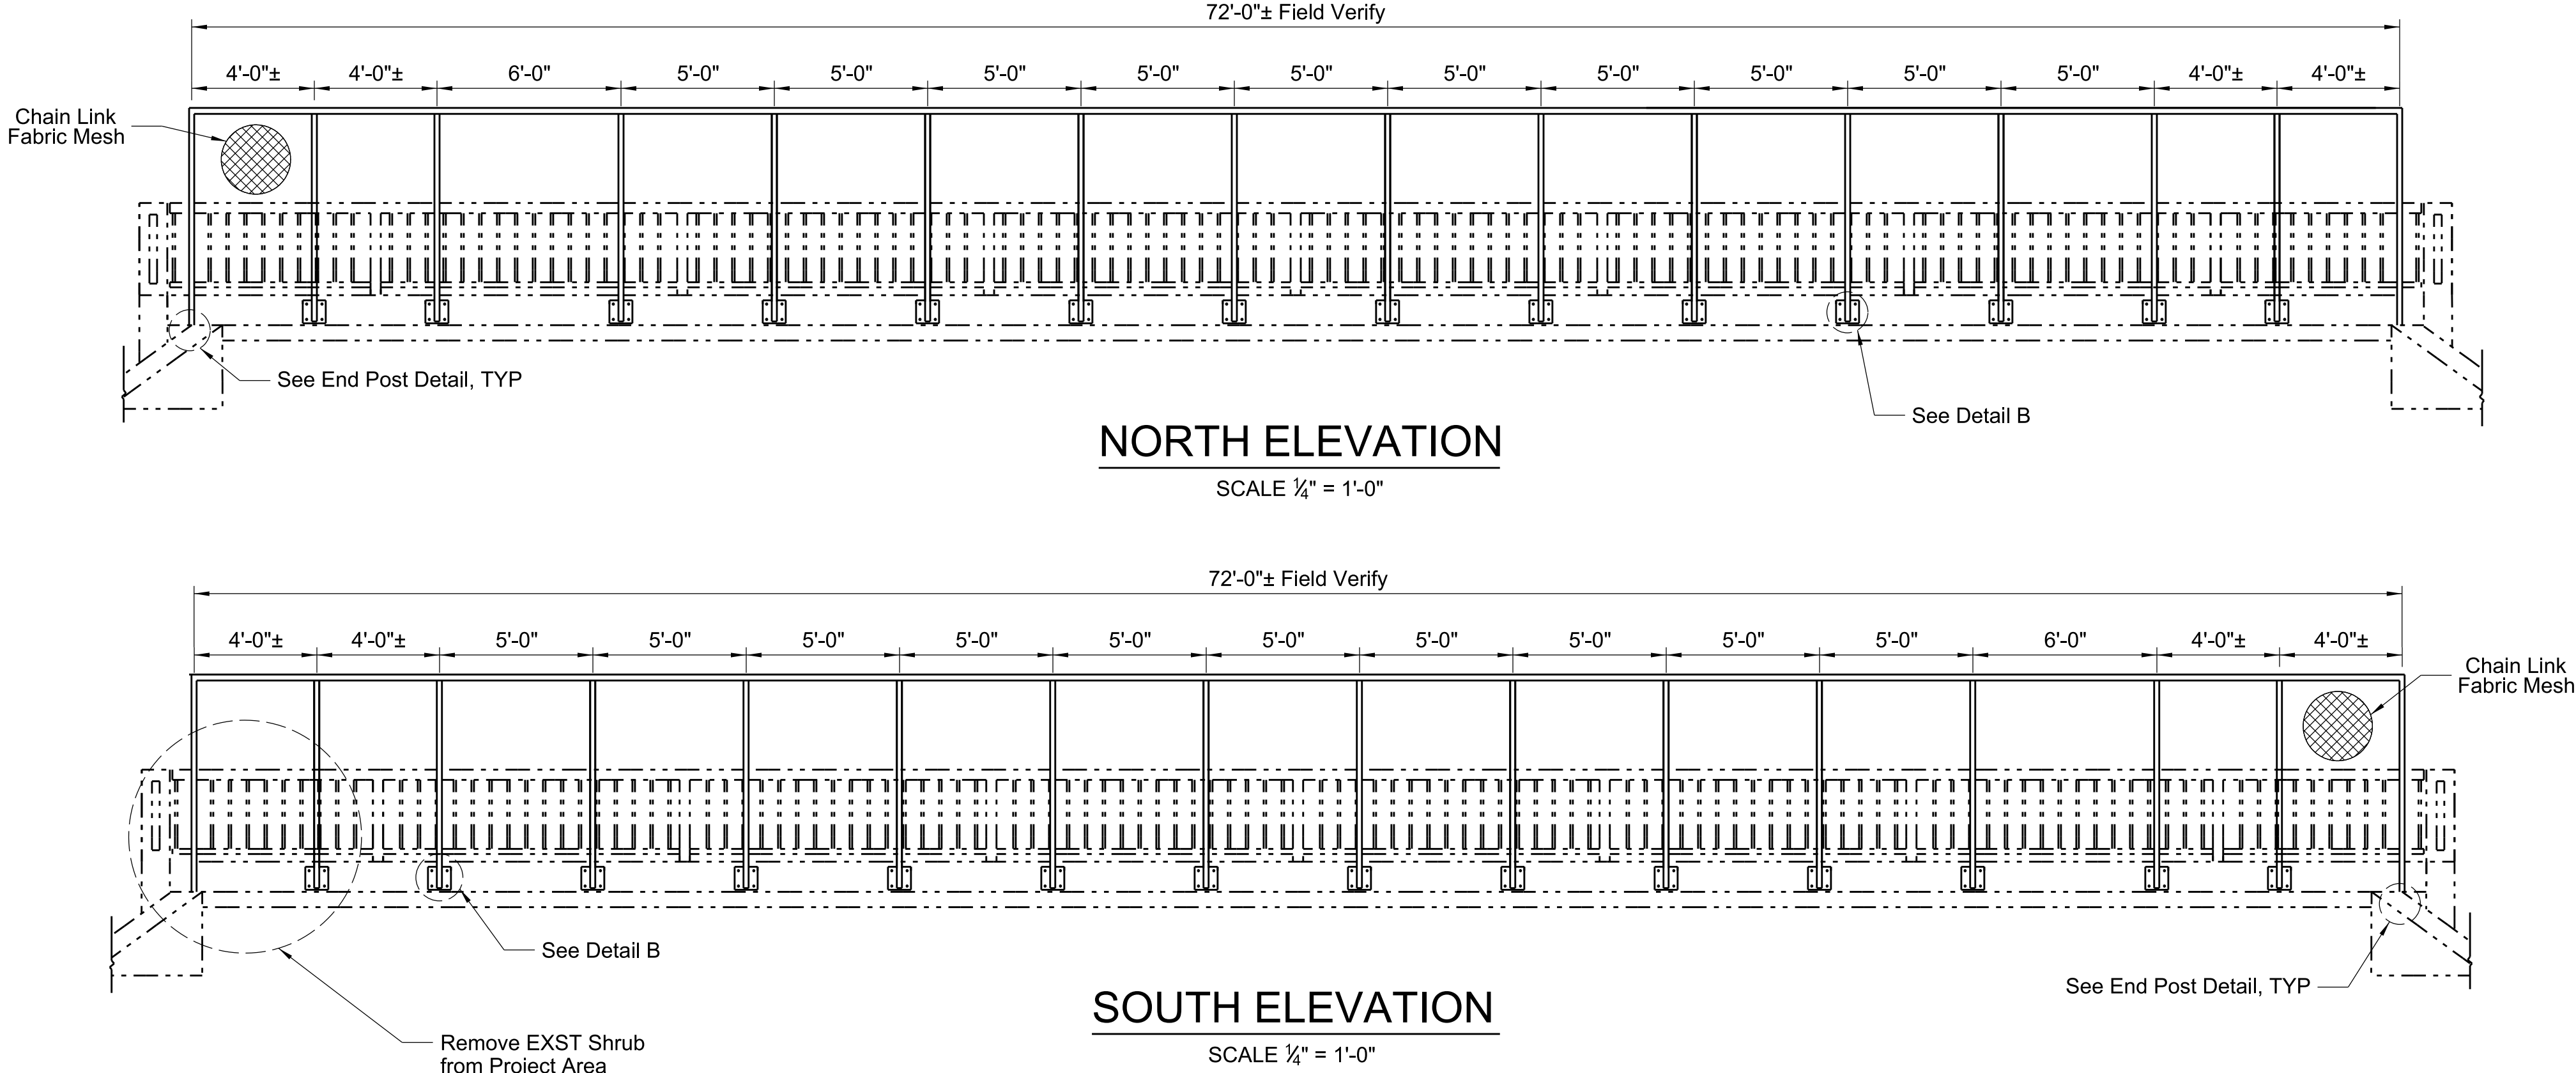 72'-0"± Field Verify
4'-0"± 4'-0"± 6'-0" 5'-0" 5'-0" 5'-0" 5'-0" 5'-0" 5'-0" 5'-0" 5'-0" 5'-0" 5'-0" 4'-0"± 4'-0"±
Chain Link
Fabric Mesh
See End Post Detail, TYP
See Detail B
NORTH ELEVATION
SCALE ¼" = 1'-0"
72'-0"± Field Verify
4'-0"± 4'-0"± 5'-0" 5'-0" 5'-0" 5'-0" 5'-0" 5'-0" 5'-0" 5'-0" 5'-0" 5'-0" 6'-0" 4'-0"± 4'-0"±
Chain Link
Fabric Mesh
See Detail B
See End Post Detail, TYP
SOUTH ELEVATION
SCALE ¼" = 1'-0"
Remove EXST Shrub
from Project Area